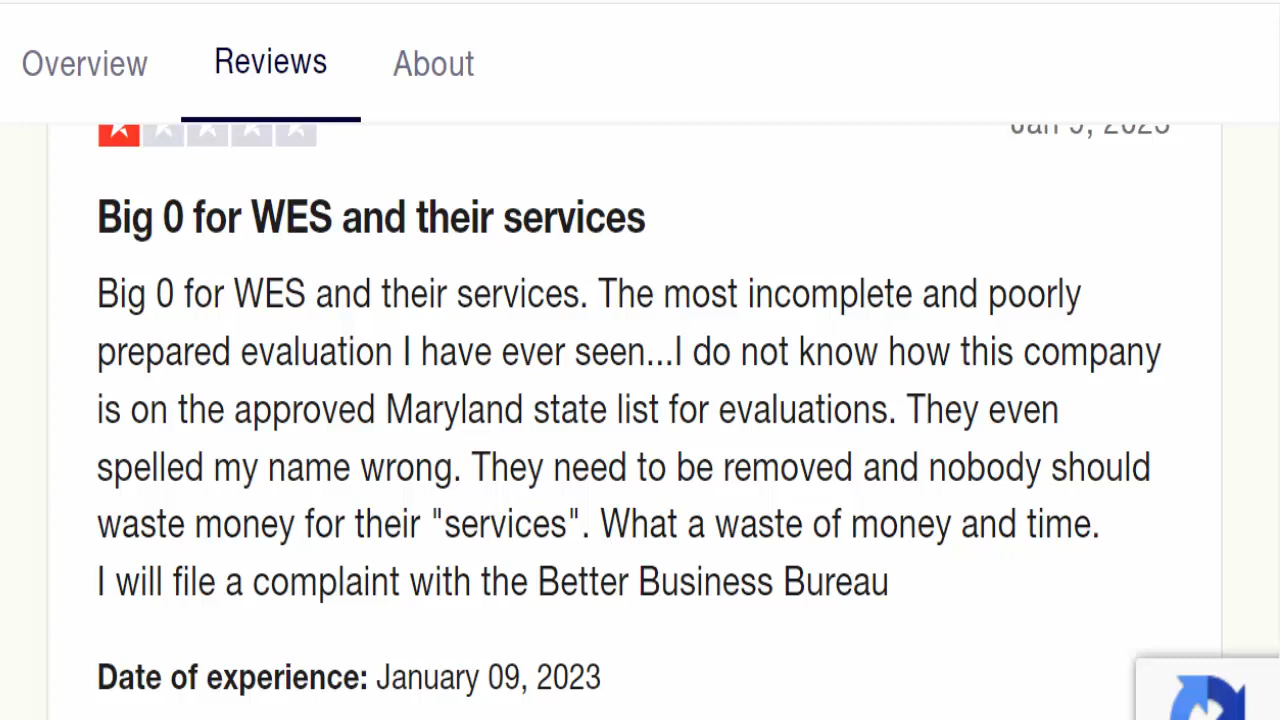 Overview Reviews About
Jan 9, 2023
Big 0 for WES and their services
Big 0 for WES and their services. The most incomplete and poorly
prepared evaluation I have ever seen...I do not know how this company
is on the approved Maryland state list for evaluations. They even
spelled my name wrong. They need to be removed and nobody should
waste money for their "services". What a waste of money and time.
I will file a complaint with the Better Business Bureau
Date of experience: January 09, 2023